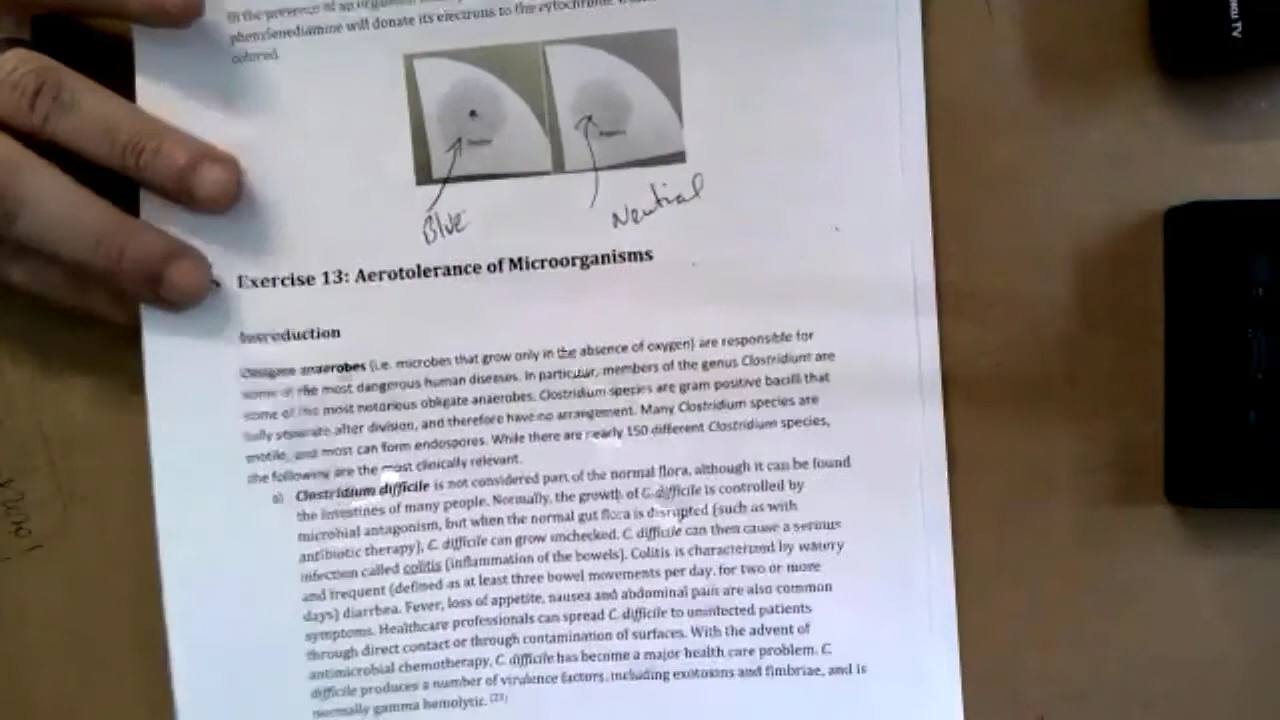 in the presence of an
phenylenediamine will donate its electrons to the cytochrome
colored
Blue
Neutral
Exercise 13: Aerotolerance of Microorganisms
Introduction
anaerobes (i.e. microbes that grow only in the absence of oxygen) are responsible for
some of the most dangerous human diseases. In particular, members of the genus Clostridium are
some of the most notorious obligate anaerobes. Clostridium species are gram positive bacilli that
fully separate after division, and therefore have no arrangement. Many Clostridium species are
motile, and most can form endospores. While there are nearly 150 different Clostridium species,
the following are the most clinically relevant.
a) Clostridium difficile is not considered part of the normal flora, although it can be found
the intestines of many people. Normally, the growth of C. difficile is controlled by
microbial antagonism, but when the normal gut flora is disrupted (such as with
antibiotic therapy), C. difficile can grow unchecked. C. difficile can then cause a serious
infection called colitis (inflammation of the bowels). Colitis is characterized by watery
and frequent (defined as at least three bowel movements per day, for two or more
days) diarrhea. Fever, loss of appetite, nausea and abdominal pain are also common
symptoms. Healthcare professionals can spread C. difficile to uninfected patients
through direct contact or through contamination of surfaces. With the advent of
antimicrobial chemotherapy, C. difficile has become a major health care problem. C.
difficile produces a number of virulence factors, including exotoxins and fimbriae, and is
normally gamma hemolytic. (23)
TV